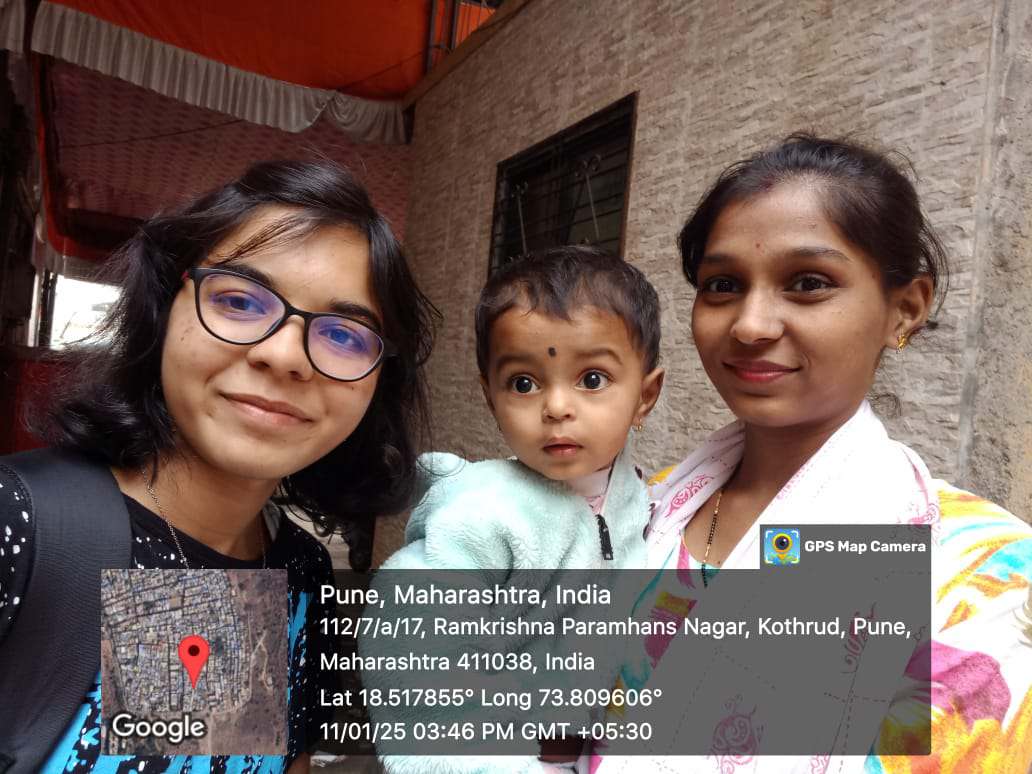 GPS Map Camera
Pune, Maharashtra, India
112/7/a/17, Ramkrishna Paramhans Nagar, Kothrud, Pune,
Maharashtra 411038, India
Lat 18.517855° Long 73.809606°
11/01/25 03:46 PM GMT +05:30
Google